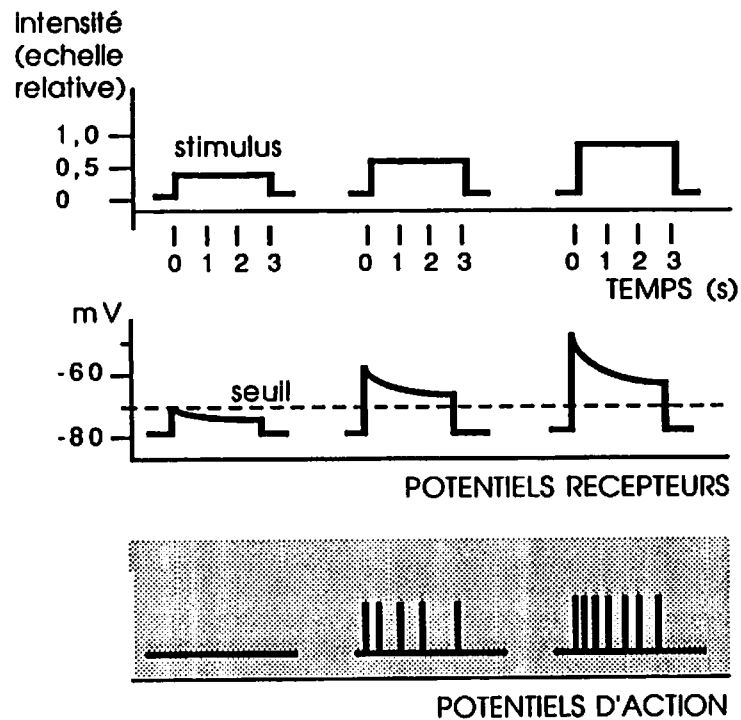 Intensité
(echelle
relative)
1,0
stimulus
0,5
0
0 1 2 3 0 1 2 3 0 1 2 3
TEMPS (s)
mV
-60
seuil
-80
POTENTIELS RECEPTEURS
POTENTIELS D'ACTION